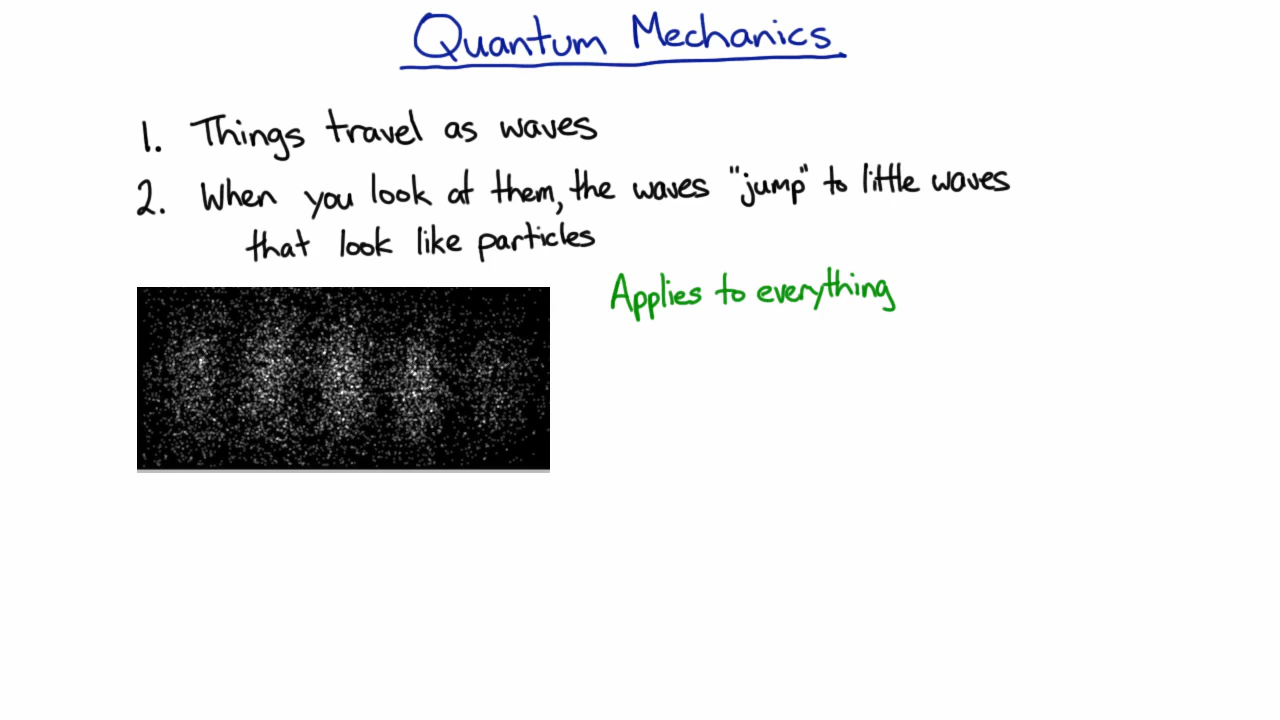 Quantum Mechanics
1. Things travel as waves
2. When you look at them, the waves "jump" to little waves
that look like particles
Applies to everything